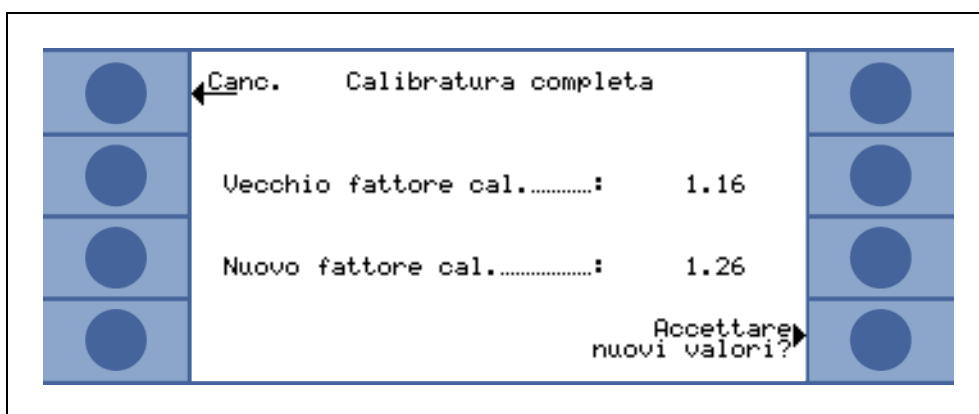 Canc. Calibratura completa
Vecchio fattore cal.............: 1.16
Nuovo fattore cal..................: 1.26
Accettare
nuovi valori?